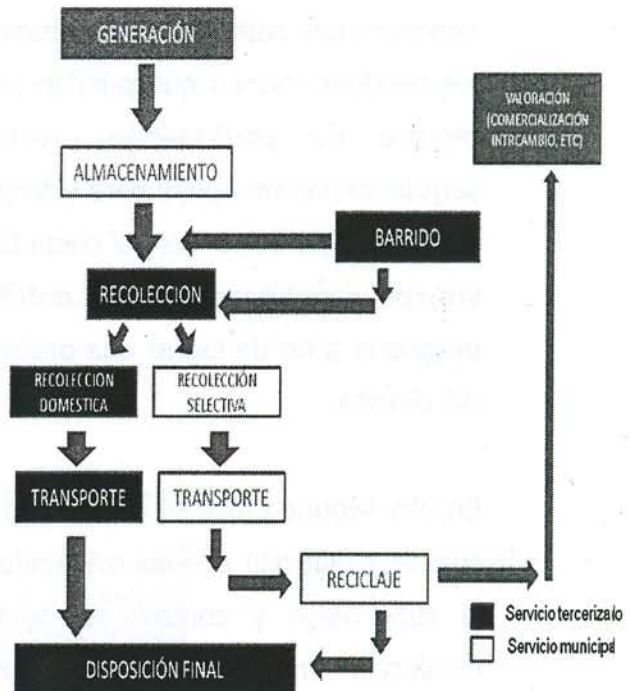 GENERACIÓN
VALORACIÓN
(COMERCIALIZACIÓN
INTRCAMBIO, ETC)
ALMACENAMIENTO
BARRIDO
RECOLECCION
RECOLECCION
DOMESTICA
RECOLECCIÓN
SELECTIVA
TRANSPORTE
TRANSPORTE
RECICLAJE
Servicio tercerizalo
Servicio municipal
DISPOSICIÓN FINAL